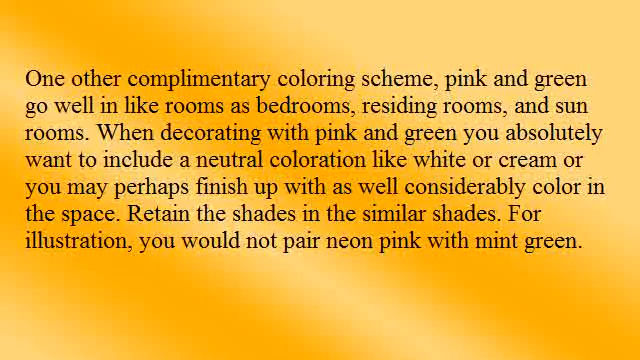 One other complimentary coloring scheme, pink and green
go well in like rooms as bedrooms, residing rooms, and sun
rooms. When decorating with pink and green you absolutely
want to include a neutral coloration like white or cream or
you may perhaps finish up with as well considerably color in
the space. Retain the shades in the similar shades. For
illustration, you would not pair neon pink with mint green.